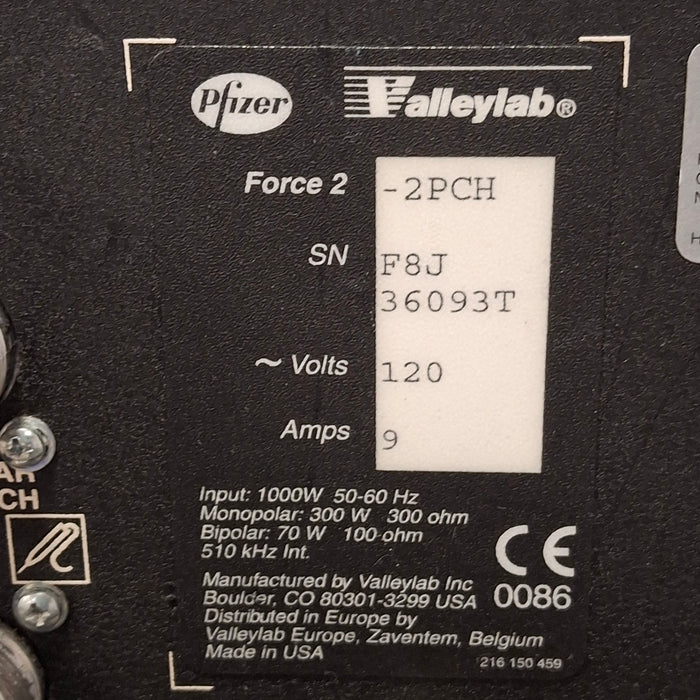 Pfizer Valleylab®
Force 2 -2PCH
SN F8J
36093T
~ Volts 120
Amps 9
Input: 1000W 50-60 Hz
Monopolar: 300 W 300 ohm
Bipolar: 70 W 100 ohm
510 kHz Int.
CE
0086
Manufactured by Valleylab Inc
Boulder, CO 80301-3299 USA
Distributed in Europe by
Valleylab Europe, Zaventem, Belgium
Made in USA
216 150 459
CH